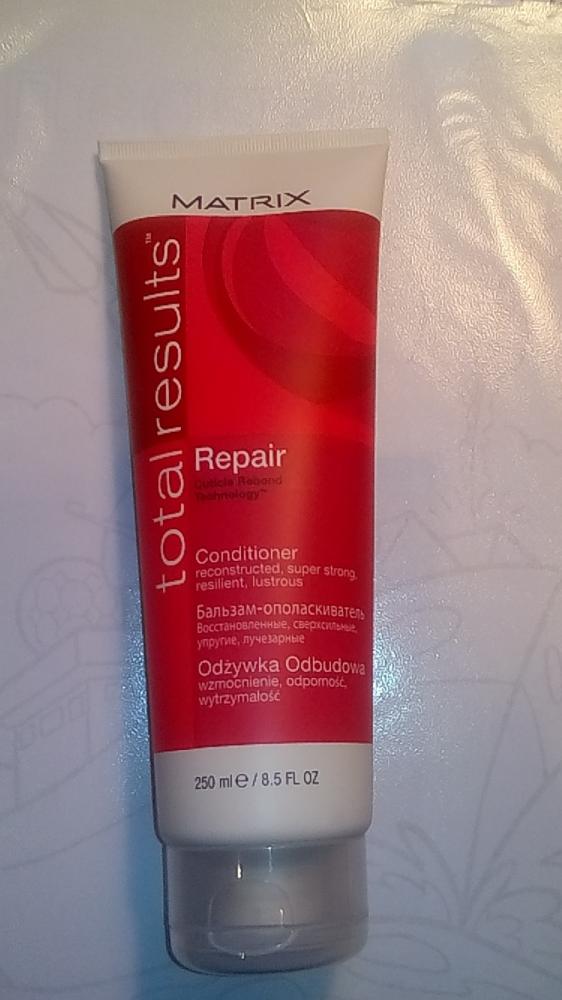 MATRIX
total results™
Repair
Cuticle Rebond
Technology™
Conditioner
reconstructed, super strong,
resilient, lustrous
Бальзам-ополаскиватель
Восстановленные, сверхсильные,
упругие, лучезарные
Odżywka Odbudowa
wzmocnienie, odporność,
wytrzymałość
250 ml ℮ / 8.5 FL OZ